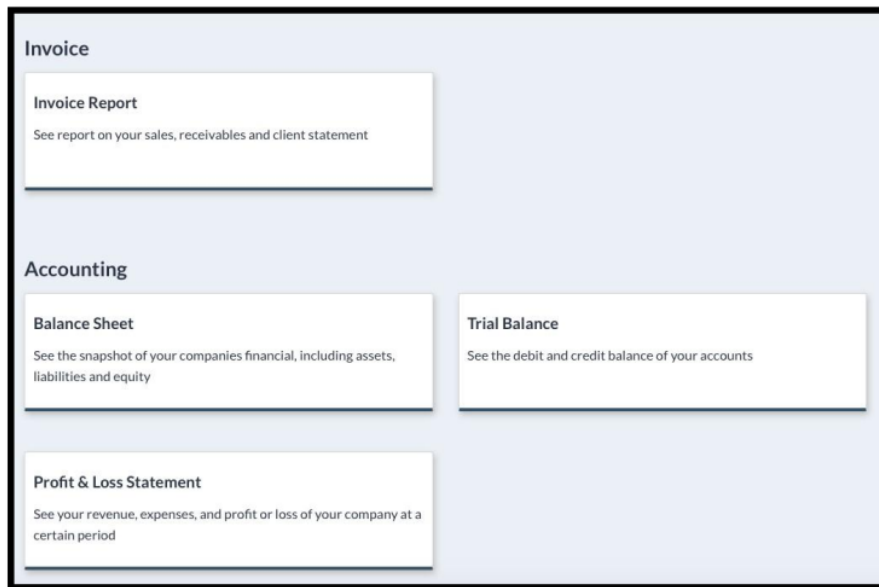 Invoice
Invoice Report
See report on your sales, receivables and client statement
Accounting
Balance Sheet
See the snapshot of your companies financial, including assets,
liabilities and equity
Trial Balance
See the debit and credit balance of your accounts
Profit & Loss Statement
See your revenue, expenses, and profit or loss of your company at a
certain period